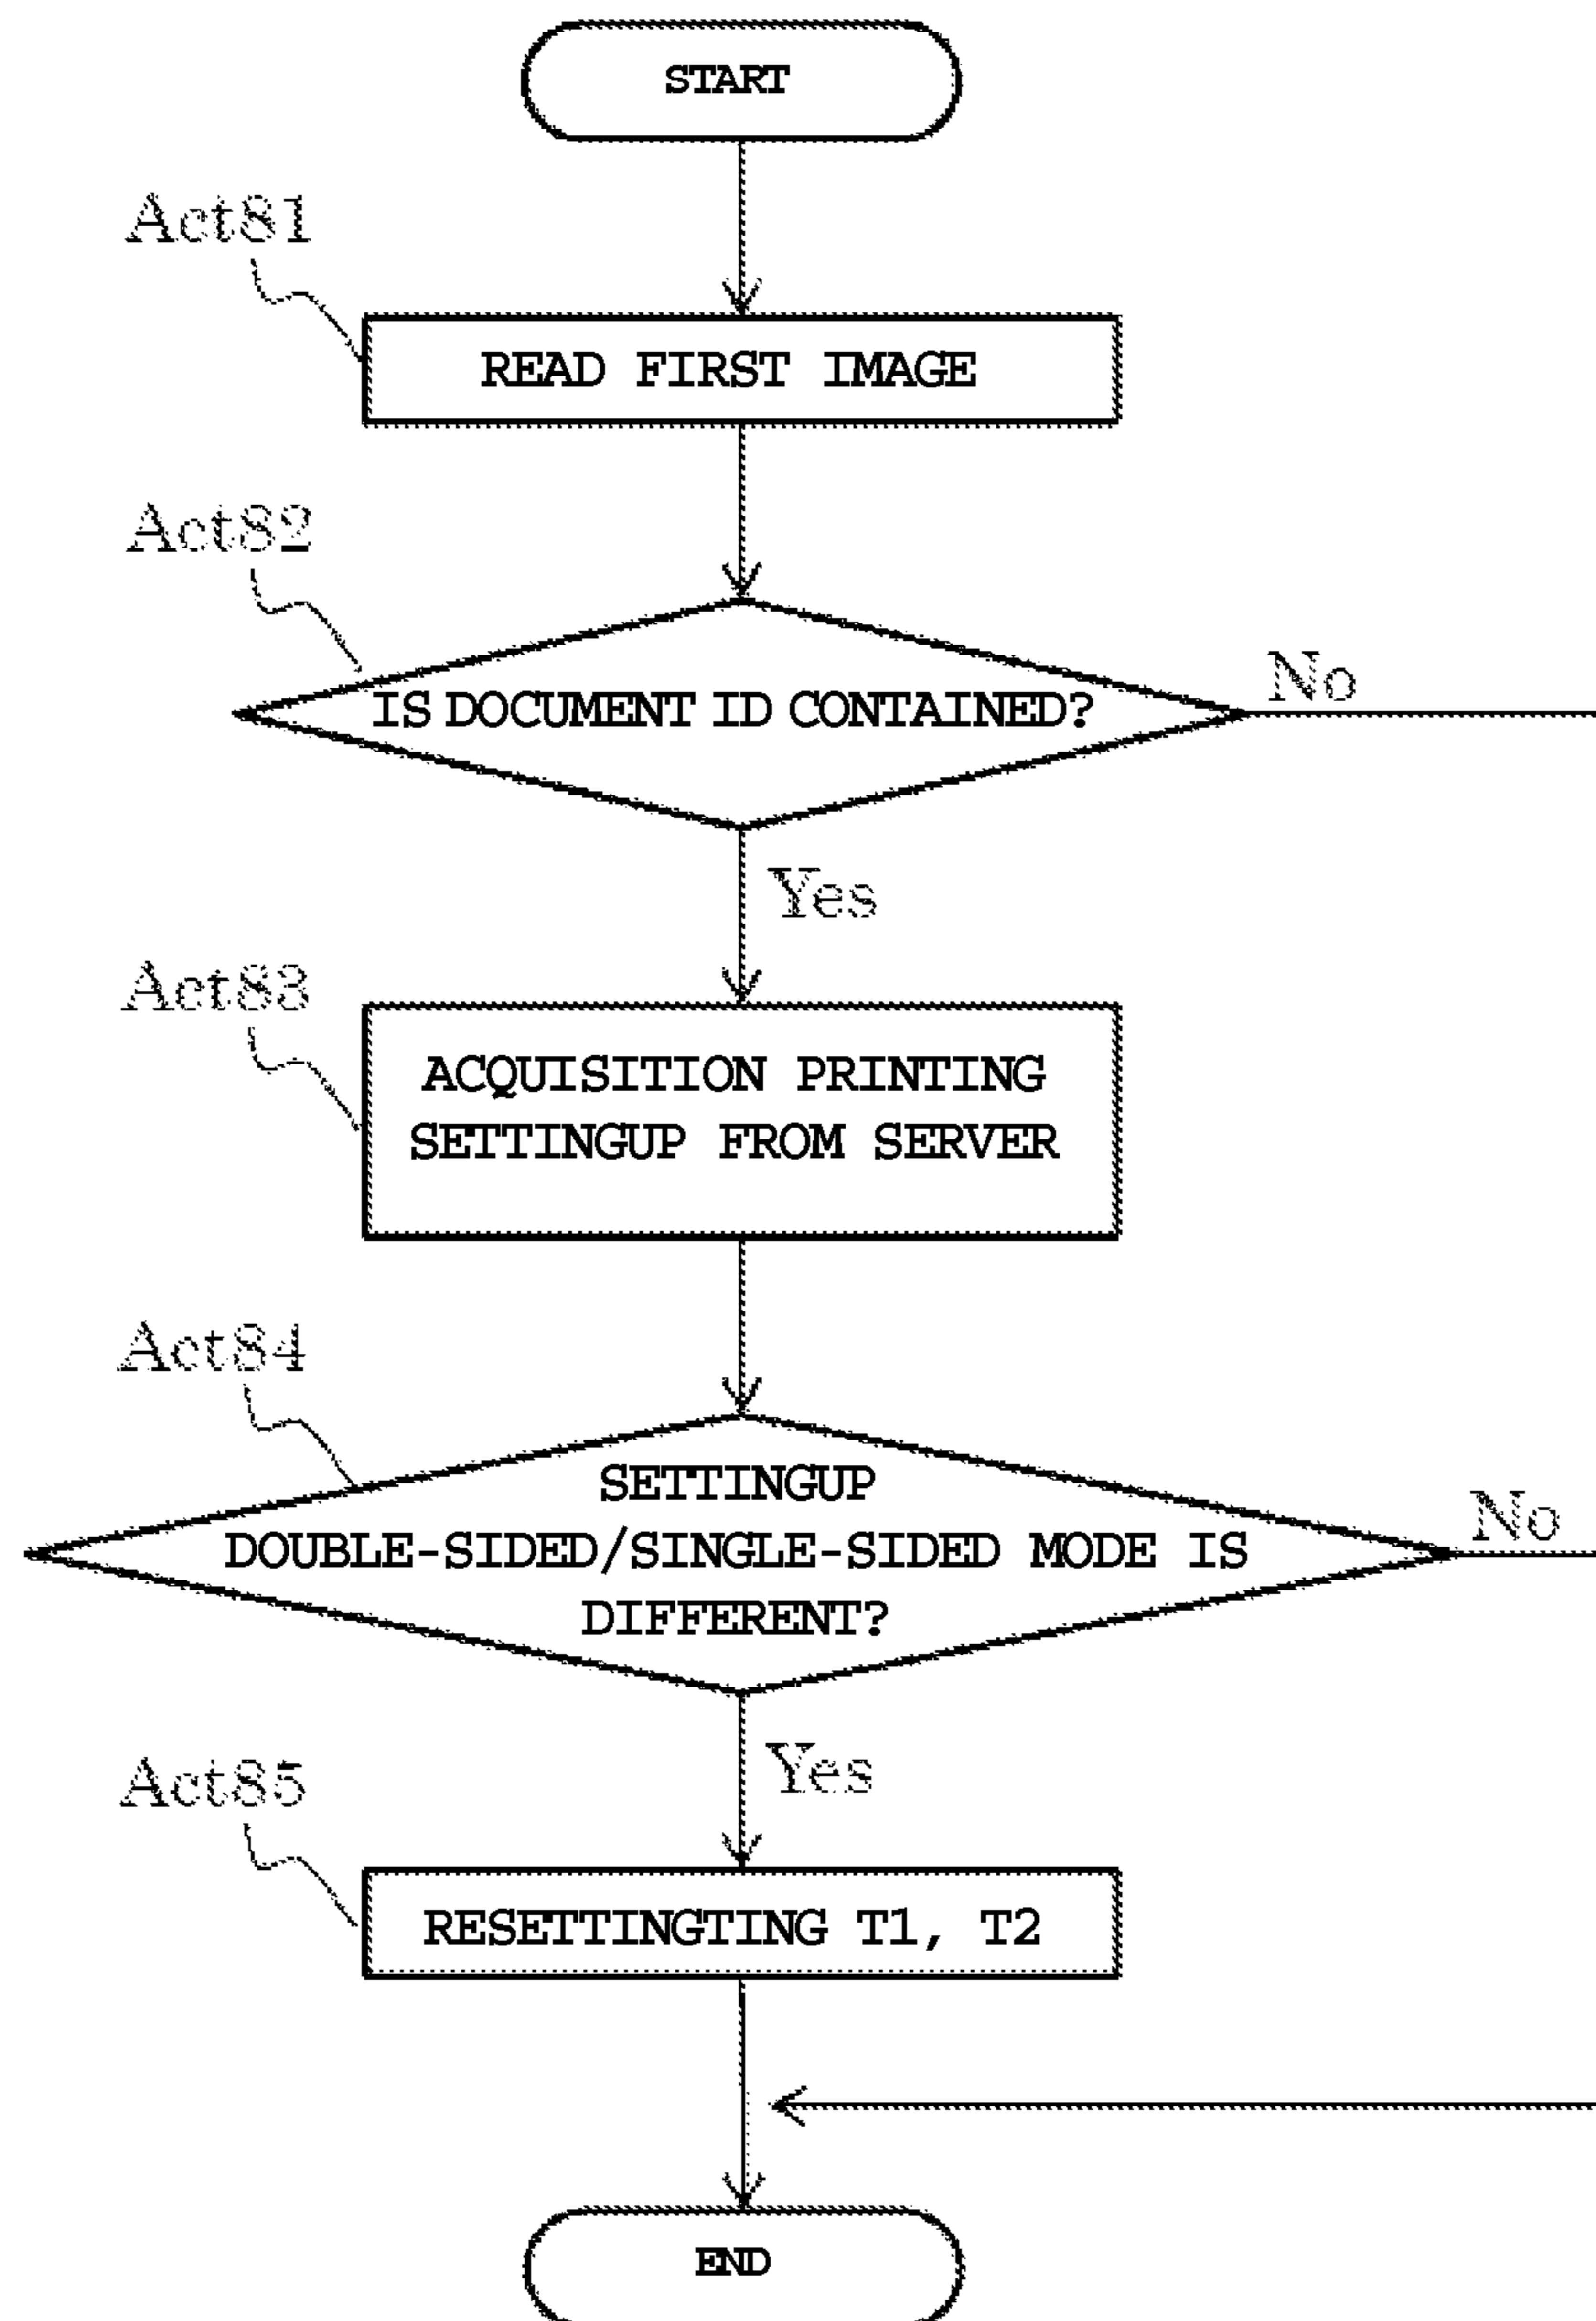 START
Act81
READ FIRST IMAGE
Act82
IS DOCUMENT ID CONTAINED?
No
Yes
Act83
ACQUISITION PRINTING
SETTINGUP FROM SERVER
Act84
SETTINGUP
DOUBLE-SIDED/SINGLE-SIDED MODE IS
DIFFERENT?
No
Yes
Act85
RESETTINGTING T1, T2
END